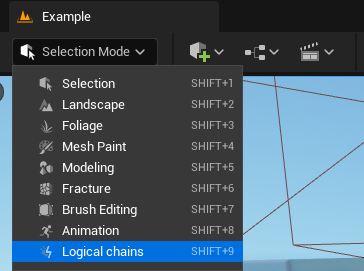 Example
Selection Mode
Selection SHIFT+1
Landscape SHIFT+2
Foliage SHIFT+3
Mesh Paint SHIFT+4
Modeling SHIFT+5
Fracture SHIFT+6
Brush Editing SHIFT+7
Animation SHIFT+8
Logical chains SHIFT+9